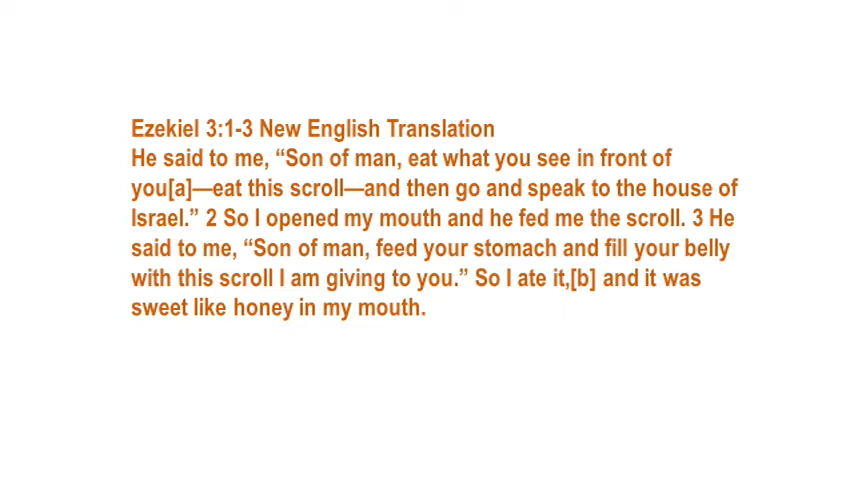 Ezekiel 3:1-3 New English Translation
He said to me, “Son of man, eat what you see in front of
you[a]—eat this scroll—and then go and speak to the house of
Israel.” 2 So I opened my mouth and he fed me the scroll. 3 He
said to me, “Son of man, feed your stomach and fill your belly
with this scroll I am giving to you.” So I ate it,[b] and it was
sweet like honey in my mouth.